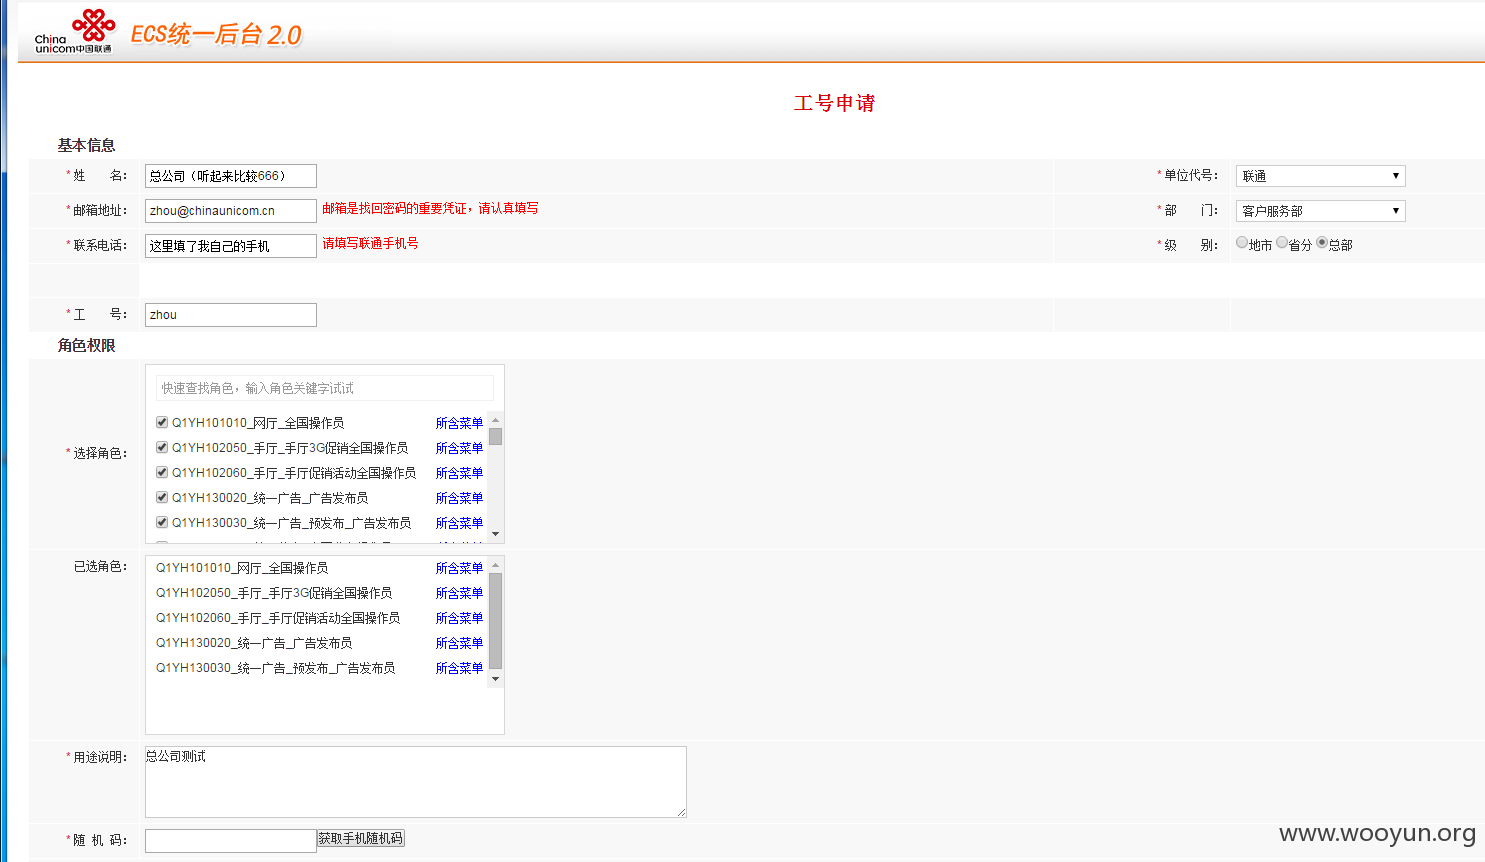 China
unicom中国联通
ECS统一后台 2.0
工号申请
基本信息
*姓 名： 总公司（听起来比较666） *单位代号： 联通
*邮箱地址： zhou@chinaunicom.cn 邮箱是找回密码的重要凭证，请认真填写 *部 门： 客户服务部
*联系电话： 这里填了我自己的手机 请填写联通手机号 *级 别： 地市 省分 总部
*工 号： zhou
角色权限
快速查找角色，输入角色关键字试试
*选择角色：
Q1YH101010_网厅_全国操作员 所含菜单
Q1YH102050_手厅_手厅3G促销全国操作员 所含菜单
Q1YH102060_手厅_手厅促销活动全国操作员 所含菜单
Q1YH130020_统一广告_广告发布员 所含菜单
Q1YH130030_统一广告_预发布_广告发布员 所含菜单
已选角色：
Q1YH101010_网厅_全国操作员 所含菜单
Q1YH102050_手厅_手厅3G促销全国操作员 所含菜单
Q1YH102060_手厅_手厅促销活动全国操作员 所含菜单
Q1YH130020_统一广告_广告发布员 所含菜单
Q1YH130030_统一广告_预发布_广告发布员 所含菜单
*用途说明： 总公司测试
*随 机 码： 获取手机随机码
www.wooyun.org